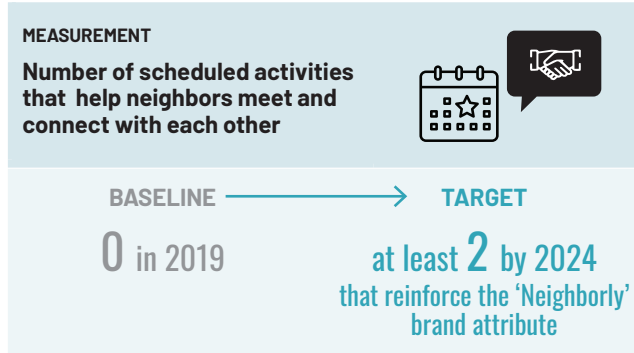 MEASUREMENT
Number of scheduled activities
that help neighbors meet and
connect with each other
BASELINE
TARGET
0 in 2019
at least 2 by 2024
that reinforce the ‘Neighborly’
brand attribute